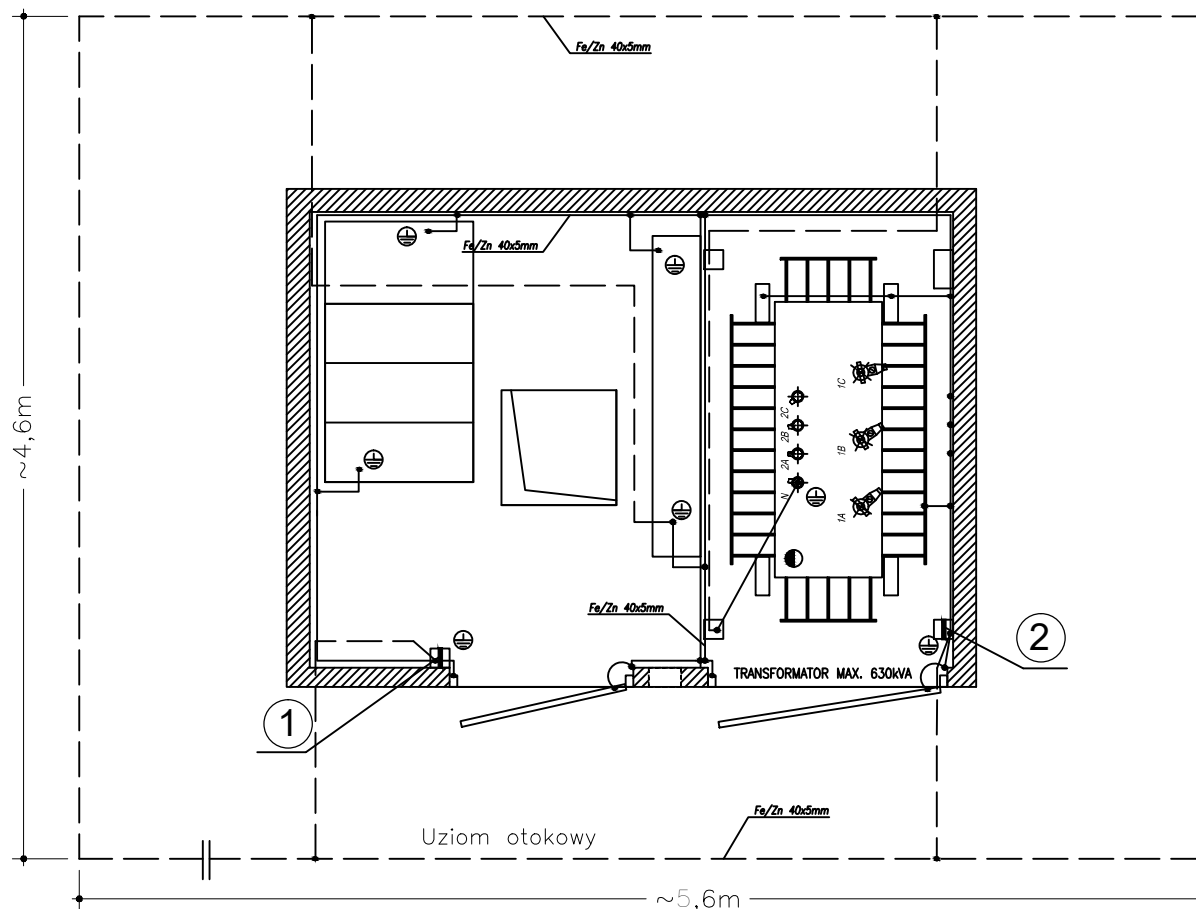 Fe/Zn 40x5mm
~4,6m
Fe/Zn 40x5mm
1C
2C
2B
1B
2A
N
1A
Fe/Zn 40x5mm
2
TRANSFORMATOR MAX. 630kVA
1
Fe/Zn 40x5mm
Uziom otokowy
~5,6m